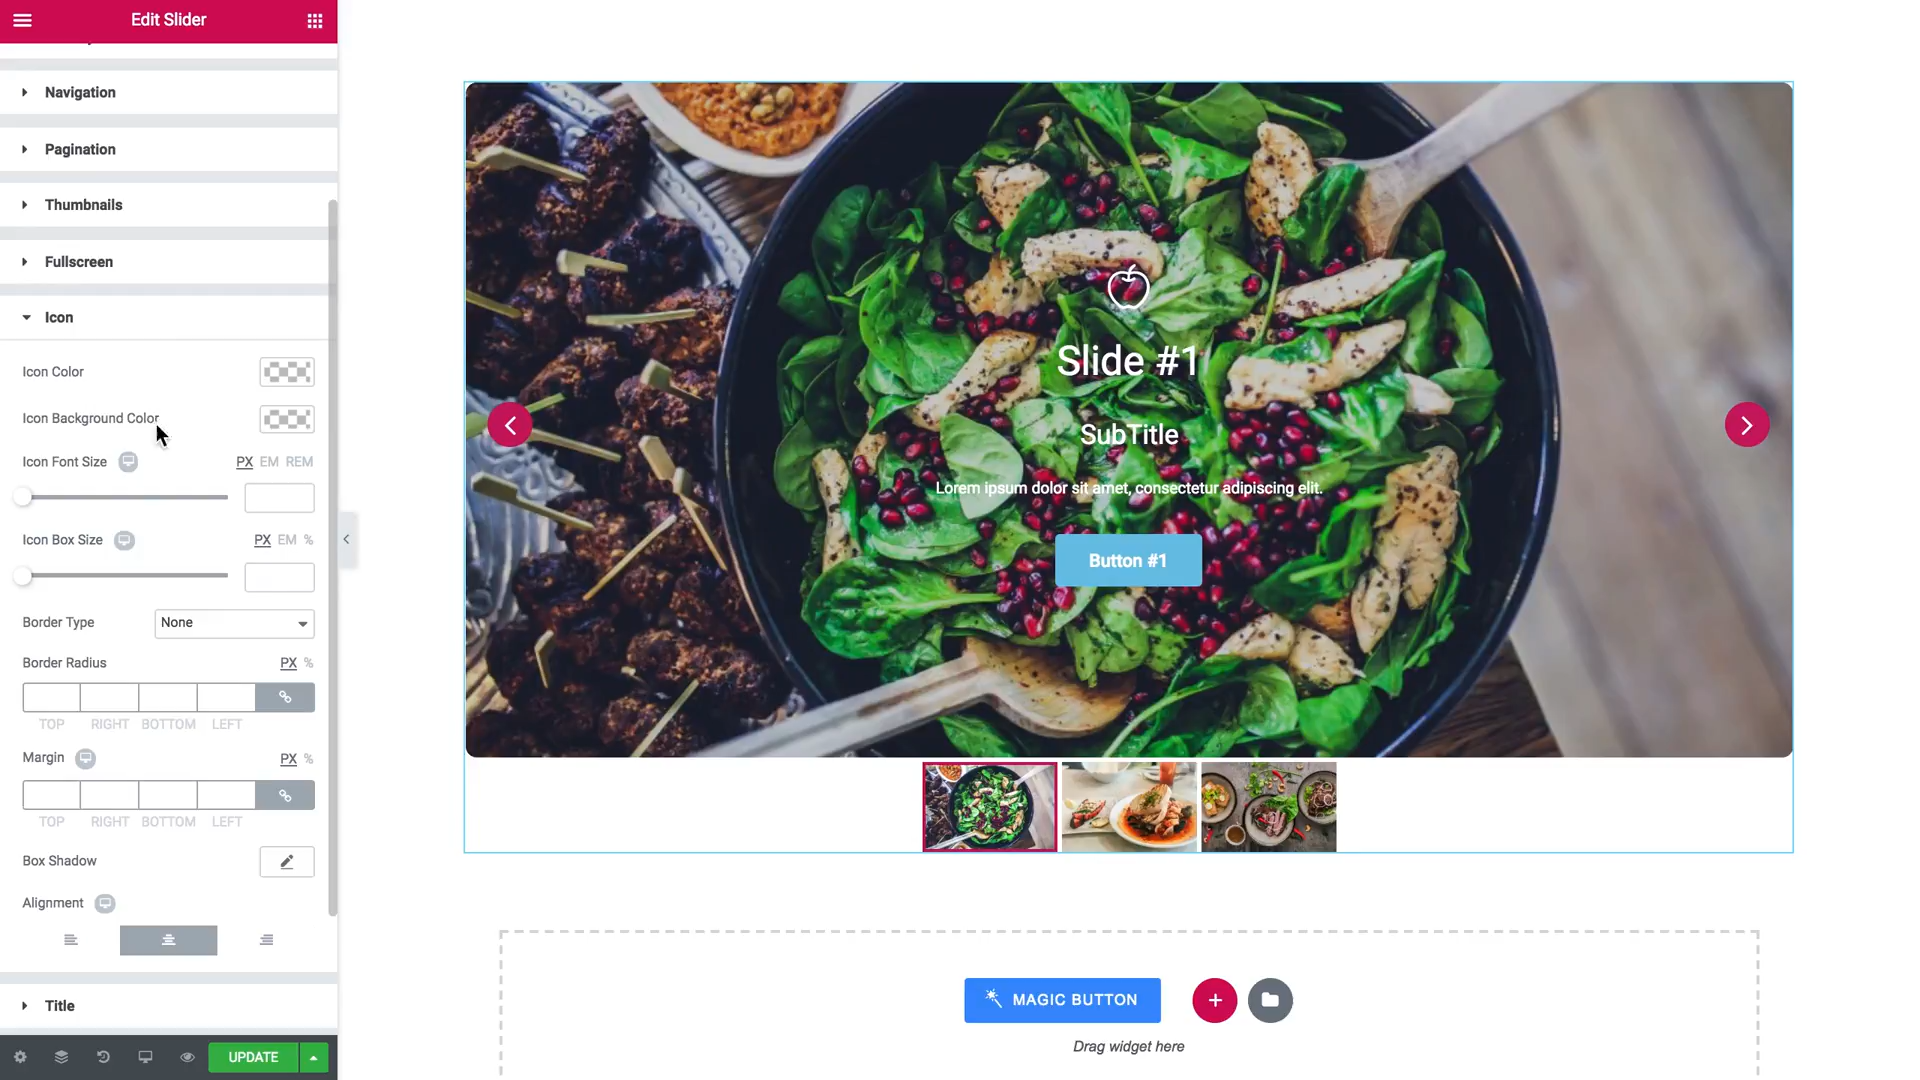 Edit Slider
Navigation
Pagination
Thumbnails
Fullscreen
Icon
Icon Color
Icon Background Color
Icon Font Size PX EM REM
Icon Box Size PX EM %
Border Type None
Border Radius PX %
TOP RIGHT BOTTOM LEFT
Margin PX %
TOP RIGHT BOTTOM LEFT
Box Shadow
Alignment
Title
UPDATE
Slide #1
SubTitle
Lorem ipsum dolor sit amet, consectetur adipiscing elit.
Button #1
MAGIC BUTTON
Drag widget here